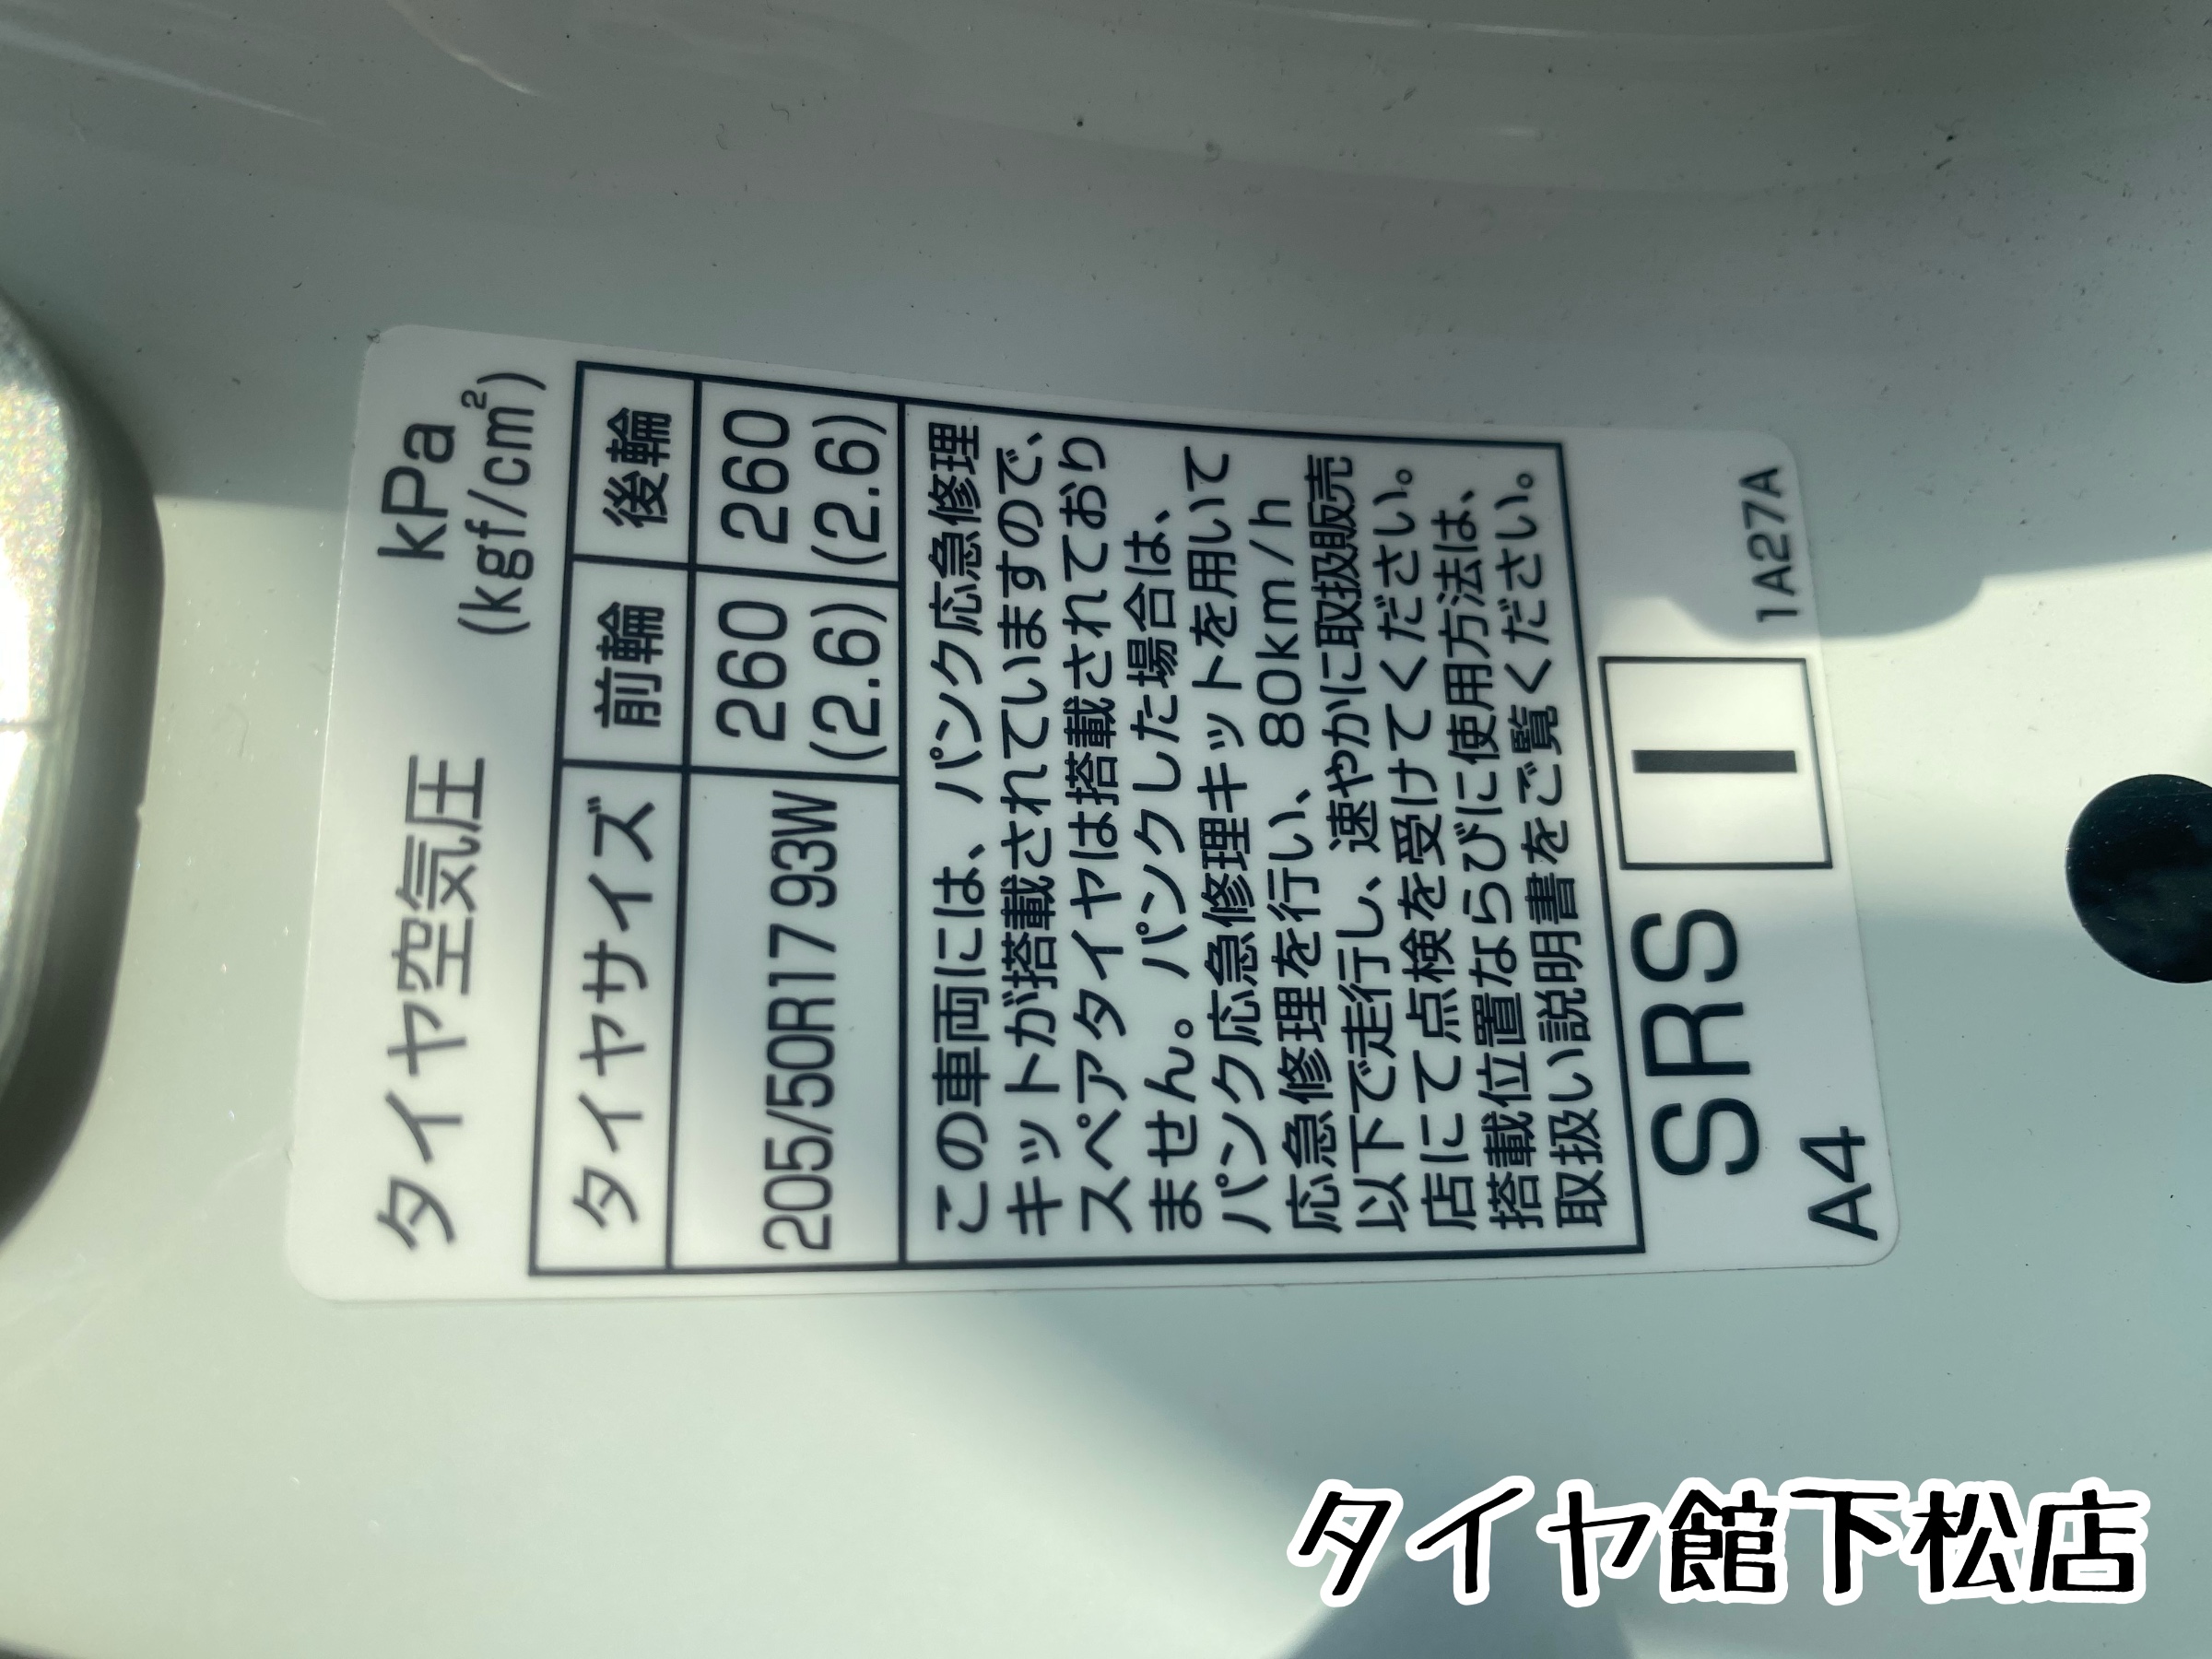 タイヤ空気圧 kPa
(kgf/cm²)
タイヤサイズ 前輪 後輪
205/50R17 93W 260 260
(2.6) (2.6)
この車両には、パンク応急修理
キットが搭載されていますので、
スペアタイヤは搭載されており
ません。パンクした場合は、
パンク応急修理キットを用いて
応急修理を行い、80km/h
以下で走行し、速やかに取扱販売
店にて点検を受けてください。
搭載位置ならびに使用方法は、
取扱い説明書をご覧ください。
SRS I
A4 1A27A
タイヤ館下松店